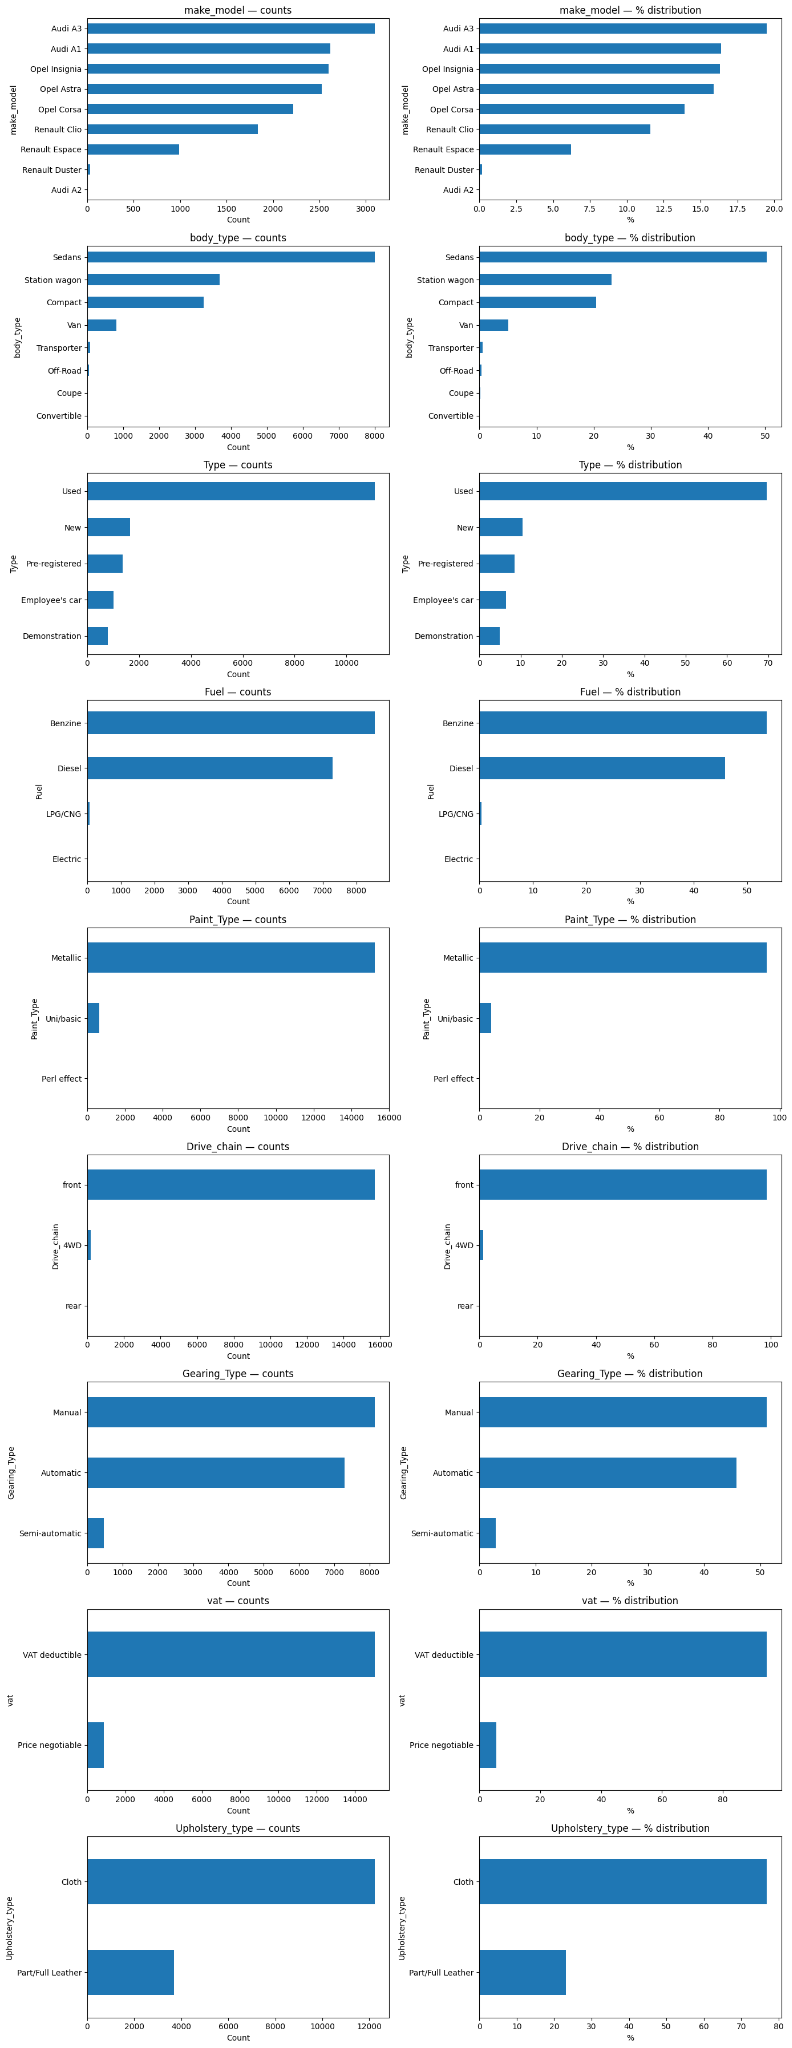 make_model — counts
make_model
Audi A3
Audi A1
Opel Insignia
Opel Astra
Opel Corsa
Renault Clio
Renault Espace
Renault Duster
Audi A2
0 500 1000 1500 2000 2500 3000
Count
make_model — % distribution
make_model
Audi A3
Audi A1
Opel Insignia
Opel Astra
Opel Corsa
Renault Clio
Renault Espace
Renault Duster
Audi A2
0.0 2.5 5.0 7.5 10.0 12.5 15.0 17.5 20.0
%
body_type — counts
body_type
Sedans
Station wagon
Compact
Van
Transporter
Off-Road
Coupe
Convertible
0 1000 2000 3000 4000 5000 6000 7000 8000
Count
body_type — % distribution
body_type
Sedans
Station wagon
Compact
Van
Transporter
Off-Road
Coupe
Convertible
0 10 20 30 40 50
%
Type — counts
Type
Used
New
Pre-registered
Employee's car
Demonstration
0 2000 4000 6000 8000 10000
Count
Type — % distribution
Type
Used
New
Pre-registered
Employee's car
Demonstration
0 10 20 30 40 50 60 70
%
Fuel — counts
Fuel
Benzine
Diesel
LPG/CNG
Electric
0 1000 2000 3000 4000 5000 6000 7000 8000
Count
Fuel — % distribution
Fuel
Benzine
Diesel
LPG/CNG
Electric
0 10 20 30 40 50
%
Paint_Type — counts
Paint_Type
Metallic
Uni/basic
Perl effect
0 2000 4000 6000 8000 10000 12000 14000 16000
Count
Paint_Type — % distribution
Paint_Type
Metallic
Uni/basic
Perl effect
0 20 40 60 80 100
%
Drive_chain — counts
Drive_chain
front
4WD
rear
0 2000 4000 6000 8000 10000 12000 14000 16000
Count
Drive_chain — % distribution
Drive_chain
front
4WD
rear
0 20 40 60 80 100
%
Gearing_Type — counts
Gearing_Type
Manual
Automatic
Semi-automatic
0 1000 2000 3000 4000 5000 6000 7000 8000
Count
Gearing_Type — % distribution
Gearing_Type
Manual
Automatic
Semi-automatic
0 10 20 30 40 50
%
vat — counts
vat
VAT deductible
Price negotiable
0 2000 4000 6000 8000 10000 12000 14000
Count
vat — % distribution
vat
VAT deductible
Price negotiable
0 20 40 60 80
%
Upholstery_type — counts
Upholstery_type
Cloth
Part/Full Leather
0 2000 4000 6000 8000 10000 12000
Count
Upholstery_type — % distribution
Upholstery_type
Cloth
Part/Full Leather
0 10 20 30 40 50 60 70 80
%